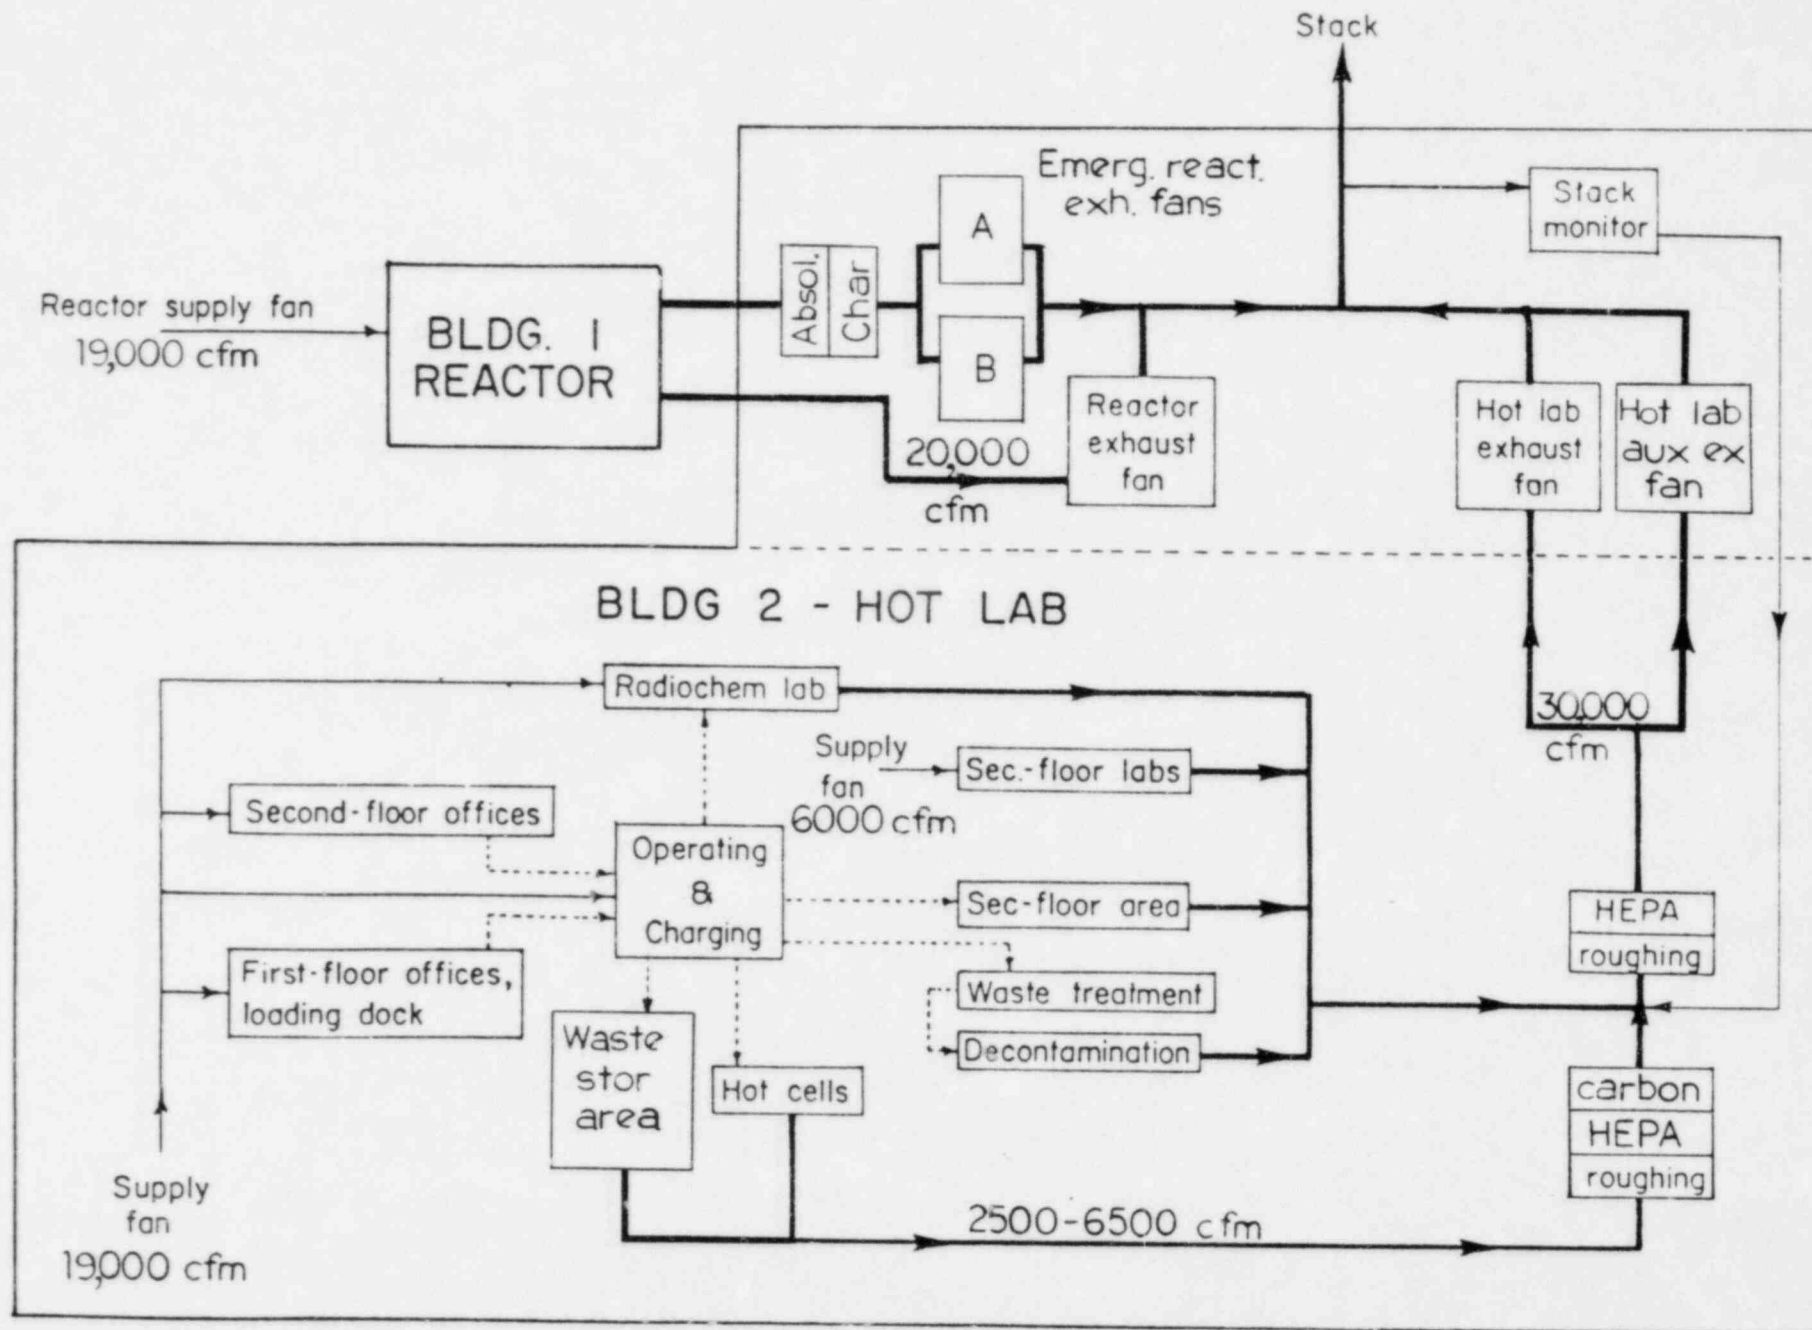 Stack
Emerg. react.
exh. fans
Stack
monitor
A
B
Absol.
Char
Reactor supply fan
19,000 cfm
BLDG. 1
REACTOR
Reactor
exhaust
fan
20,000
cfm
Hot lab
exhaust
fan
Hot lab
aux ex
fan
BLDG 2 - HOT LAB
Radiochem lab
30,000
cfm
Supply
fan
6000 cfm
Sec.-floor labs
Second-floor offices
Operating
&
Charging
Sec-floor area
HEPA
roughing
First-floor offices,
loading dock
Waste treatment
Decontamination
Waste
stor
area
Hot cells
carbon
HEPA
roughing
Supply
fan
19,000 cfm
2500-6500 cfm